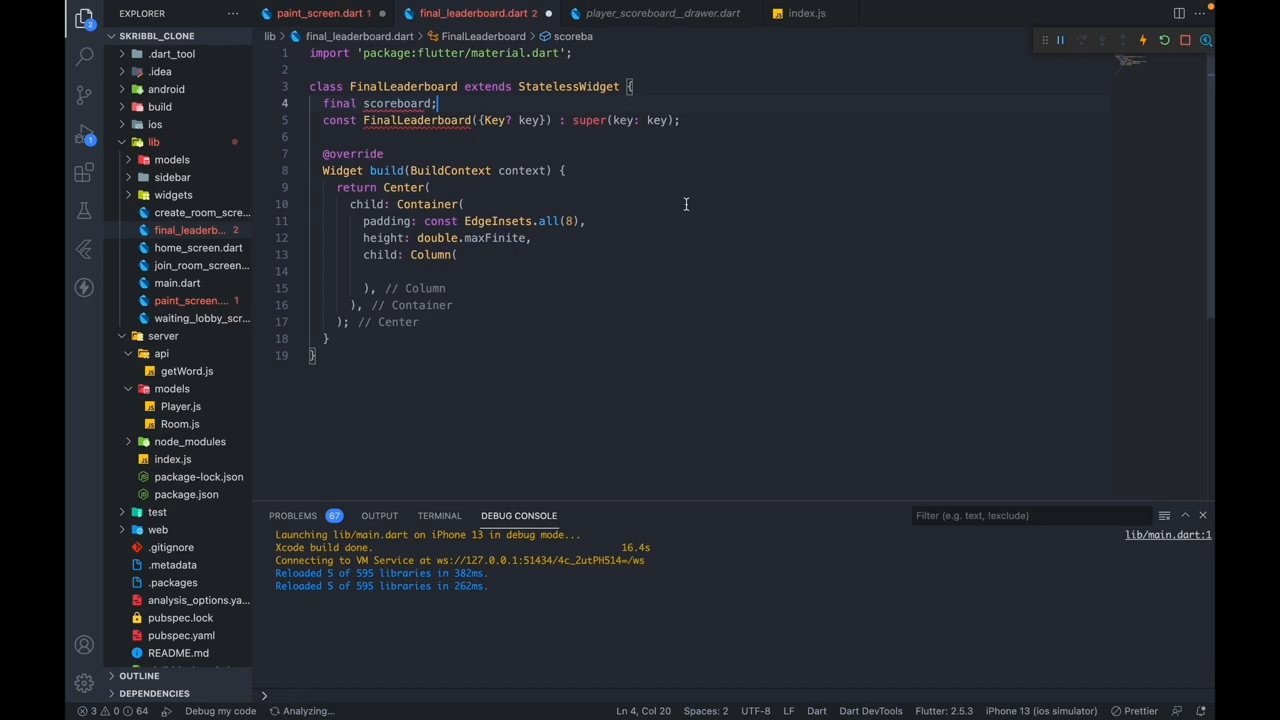 EXPLORER
paint_screen.dart 1
final_leaderboard.dart 2
player_scoreboard__drawer.dart
index.js
SKRIBBL_CLONE
lib > final_leaderboard.dart > FinalLeaderboard > scoreba
.dart_tool
.idea
android
build
ios
lib
models
sidebar
widgets
create_room_scre...
final_leaderb... 2
home_screen.dart
join_room_screen...
main.dart
paint_screen.... 1
waiting_lobby_scr...
server
api
getWord.js
models
Player.js
Room.js
node_modules
index.js
package-lock.json
package.json
test
web
.gitignore
.metadata
.packages
analysis_options.ya...
pubspec.lock
pubspec.yaml
README.md
OUTLINE
DEPENDENCIES
2
1
1 import 'package:flutter/material.dart';
2
3 class FinalLeaderboard extends StatelessWidget {
4 final scoreboard;
5 const FinalLeaderboard({Key? key}) : super(key: key);
6
7 @override
8 Widget build(BuildContext context) {
9 return Center(
10 child: Container(
11 padding: const EdgeInsets.all(8),
12 height: double.maxFinite,
13 child: Column(
14
15 ), // Column
16 ), // Container
17 ); // Center
18 }
19 }
PROBLEMS 67 OUTPUT TERMINAL DEBUG CONSOLE
Filter (e.g. text, !exclude)
Launching lib/main.dart on iPhone 13 in debug mode...
lib/main.dart:1
Xcode build done. 16.4s
Connecting to VM Service at ws://127.0.0.1:51434/4c_ZutPH514=/ws
Reloaded 5 of 595 libraries in 382ms.
Reloaded 5 of 595 libraries in 262ms.
3 0 64 Debug my code Analyzing... Ln 4, Col 20 Spaces: 2 UTF-8 LF Dart Dart DevTools Flutter: 2.5.3 iPhone 13 (ios simulator) Prettier